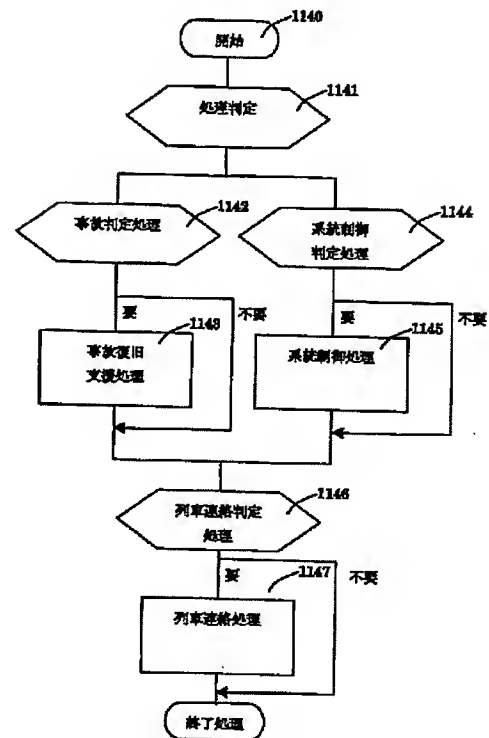 1140
開始
1141
処理判定
1142
事故判定処理
1144
系統制御
判定処理
要
不要
要
不要
1143
事故復旧
支援処理
1145
系統制御処理
1146
列車連絡判定
処理
要
不要
1147
列車連絡処理
終了処理